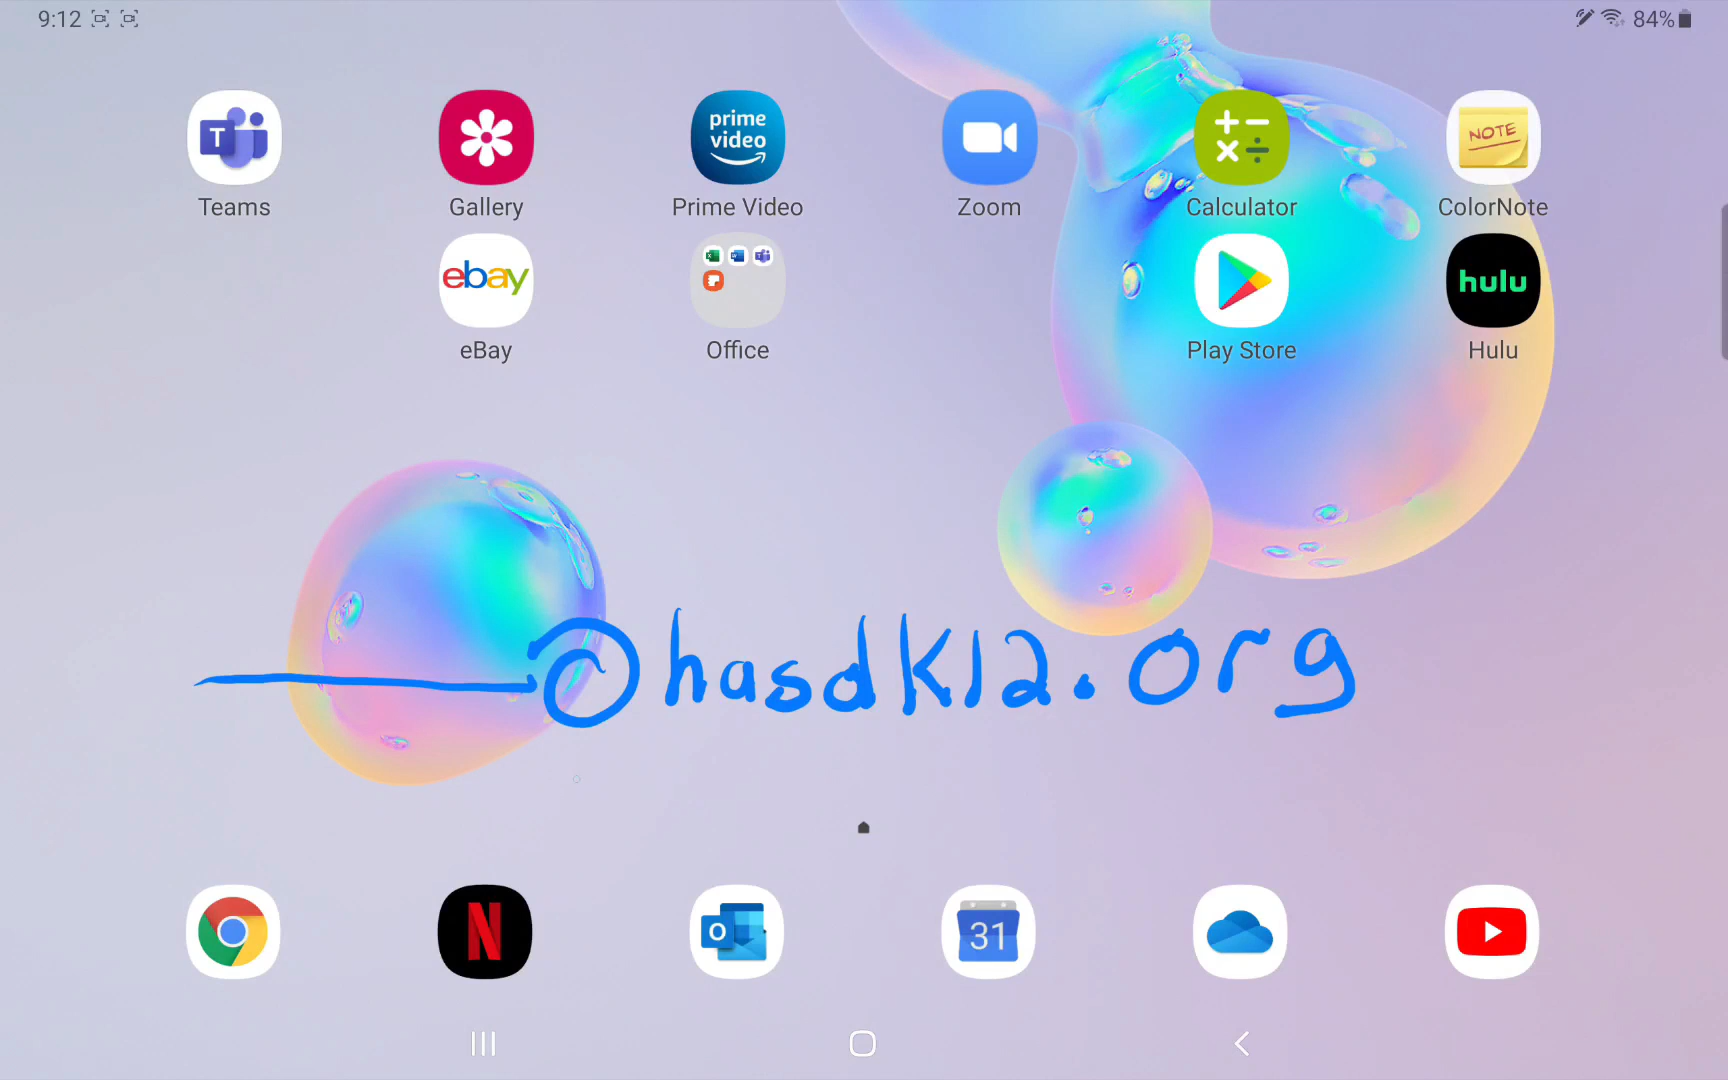 9:12 84%
Teams Gallery Prime Video Zoom Calculator ColorNote
T prime video NOTE
ebay hulu
eBay Office Play Store Hulu
____@hasdk12.org
N O 31